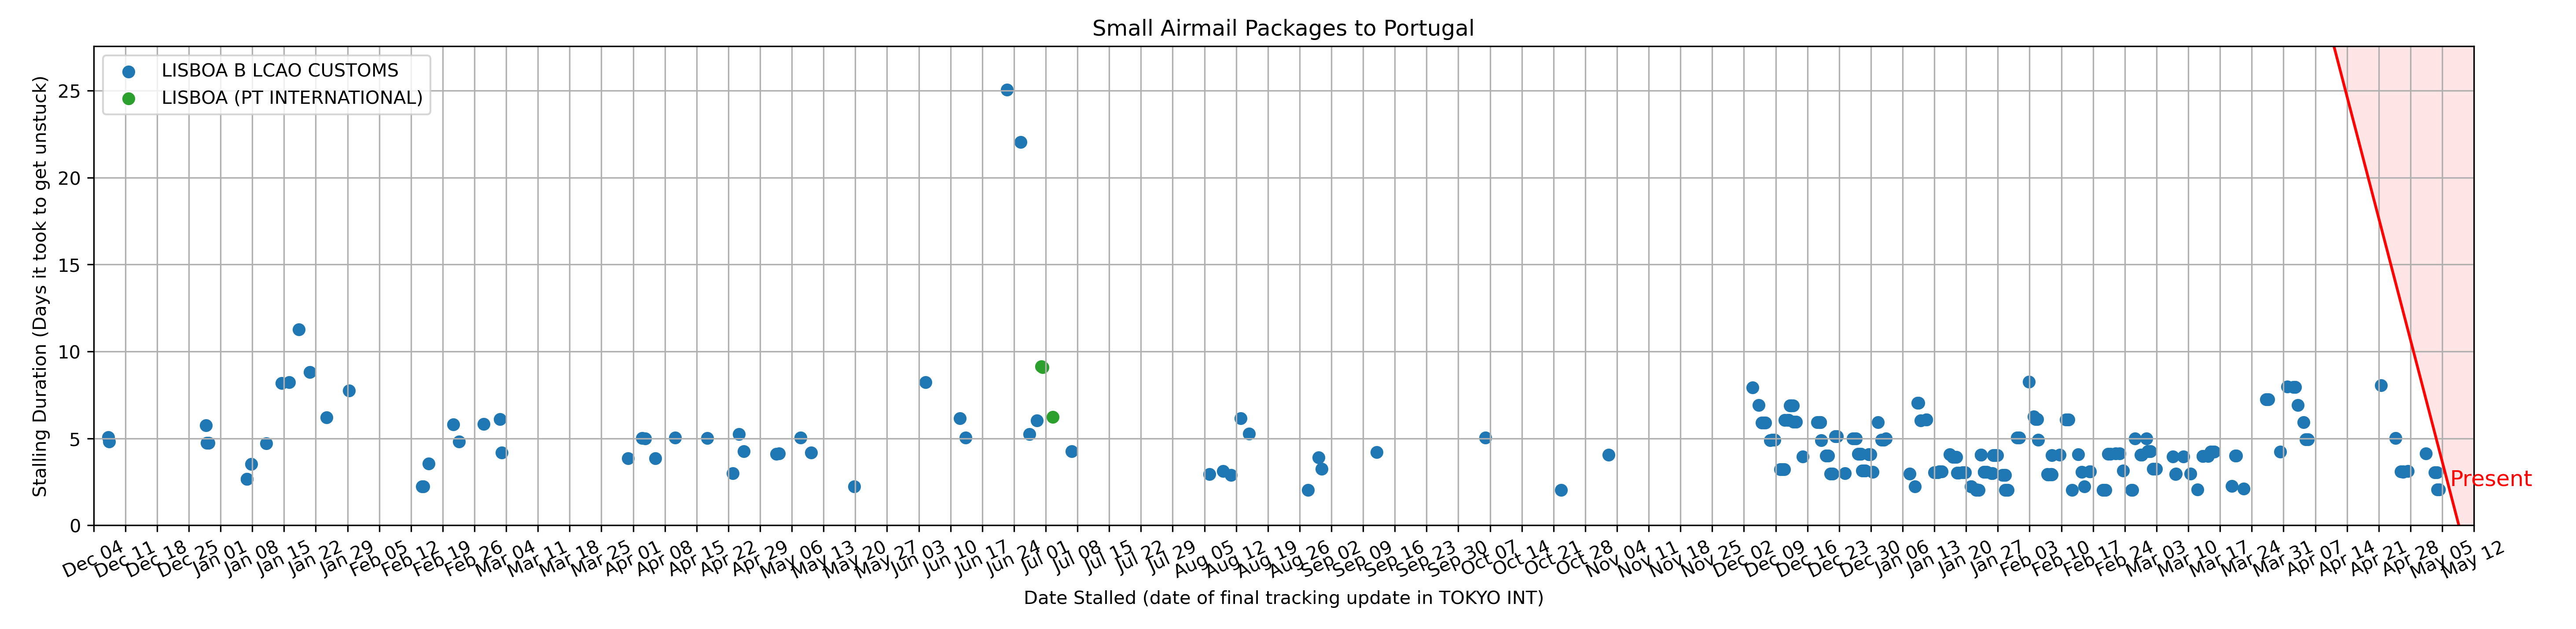 Small Airmail Packages to Portugal
LISBOA B LCAO CUSTOMS
LISBOA (PT INTERNATIONAL)
Stalling Duration (Days it took to get unstuck)
25
20
15
10
5
0
Present
Dec 04
Dec 11
Dec 18
Dec 25
Jan 01
Jan 08
Jan 15
Jan 22
Jan 29
Feb 05
Feb 12
Feb 19
Feb 26
Mar 04
Mar 11
Mar 18
Mar 25
Apr 01
Apr 08
Apr 15
Apr 22
Apr 29
May 06
May 13
May 20
May 27
Jun 03
Jun 10
Jun 17
Jun 24
Jul 01
Jul 08
Jul 15
Jul 22
Jul 29
Aug 05
Aug 12
Aug 19
Aug 26
Sep 02
Sep 09
Sep 16
Sep 23
Sep 30
Oct 07
Oct 14
Oct 21
Oct 28
Nov 04
Nov 11
Nov 18
Nov 25
Dec 02
Dec 09
Dec 16
Dec 23
Dec 30
Jan 06
Jan 13
Jan 20
Jan 27
Feb 03
Feb 10
Feb 17
Feb 24
Mar 03
Mar 10
Mar 17
Mar 24
Mar 31
Apr 07
Apr 14
Apr 21
Apr 28
May 05
May 12
Date Stalled (date of final tracking update in TOKYO INT)